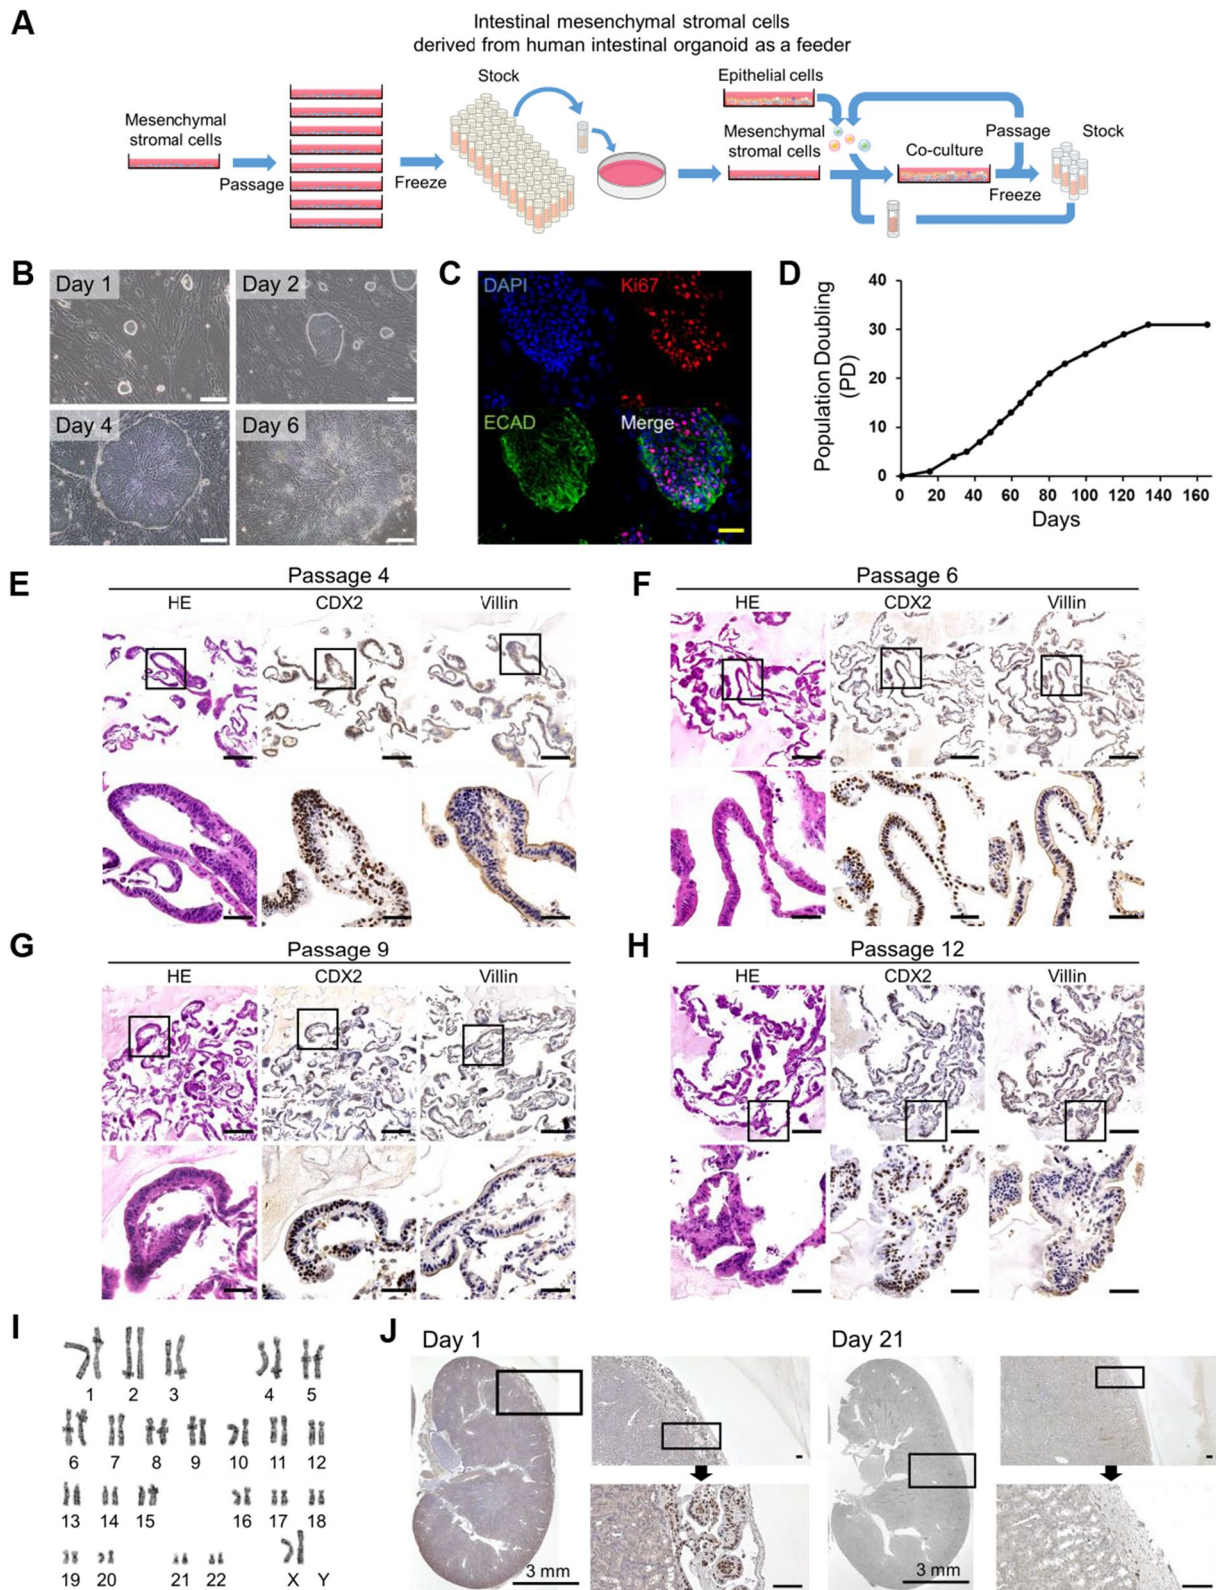 A
Intestinal mesenchymal stromal cells
derived from human intestinal organoid as a feeder
Mesenchymal
stromal cells
Passage
Freeze
Stock
Epithelial cells
Mesenchymal
stromal cells
Co-culture
Passage
Freeze
Stock
B
Day 1
Day 2
Day 4
Day 6
C
DAPI
Ki67
ECAD
Merge
D
Population Doubling
(PD)
40
30
20
10
0
0 20 40 60 80 100 120 140 160
Days
E
Passage 4
HE CDX2 Villin
F
Passage 6
HE CDX2 Villin
G
Passage 9
HE CDX2 Villin
H
Passage 12
HE CDX2 Villin
I
1 2 3 4 5
6 7 8 9 10 11 12
13 14 15 16 17 18
19 20 21 22 X Y
J
Day 1
3 mm
Day 21
3 mm